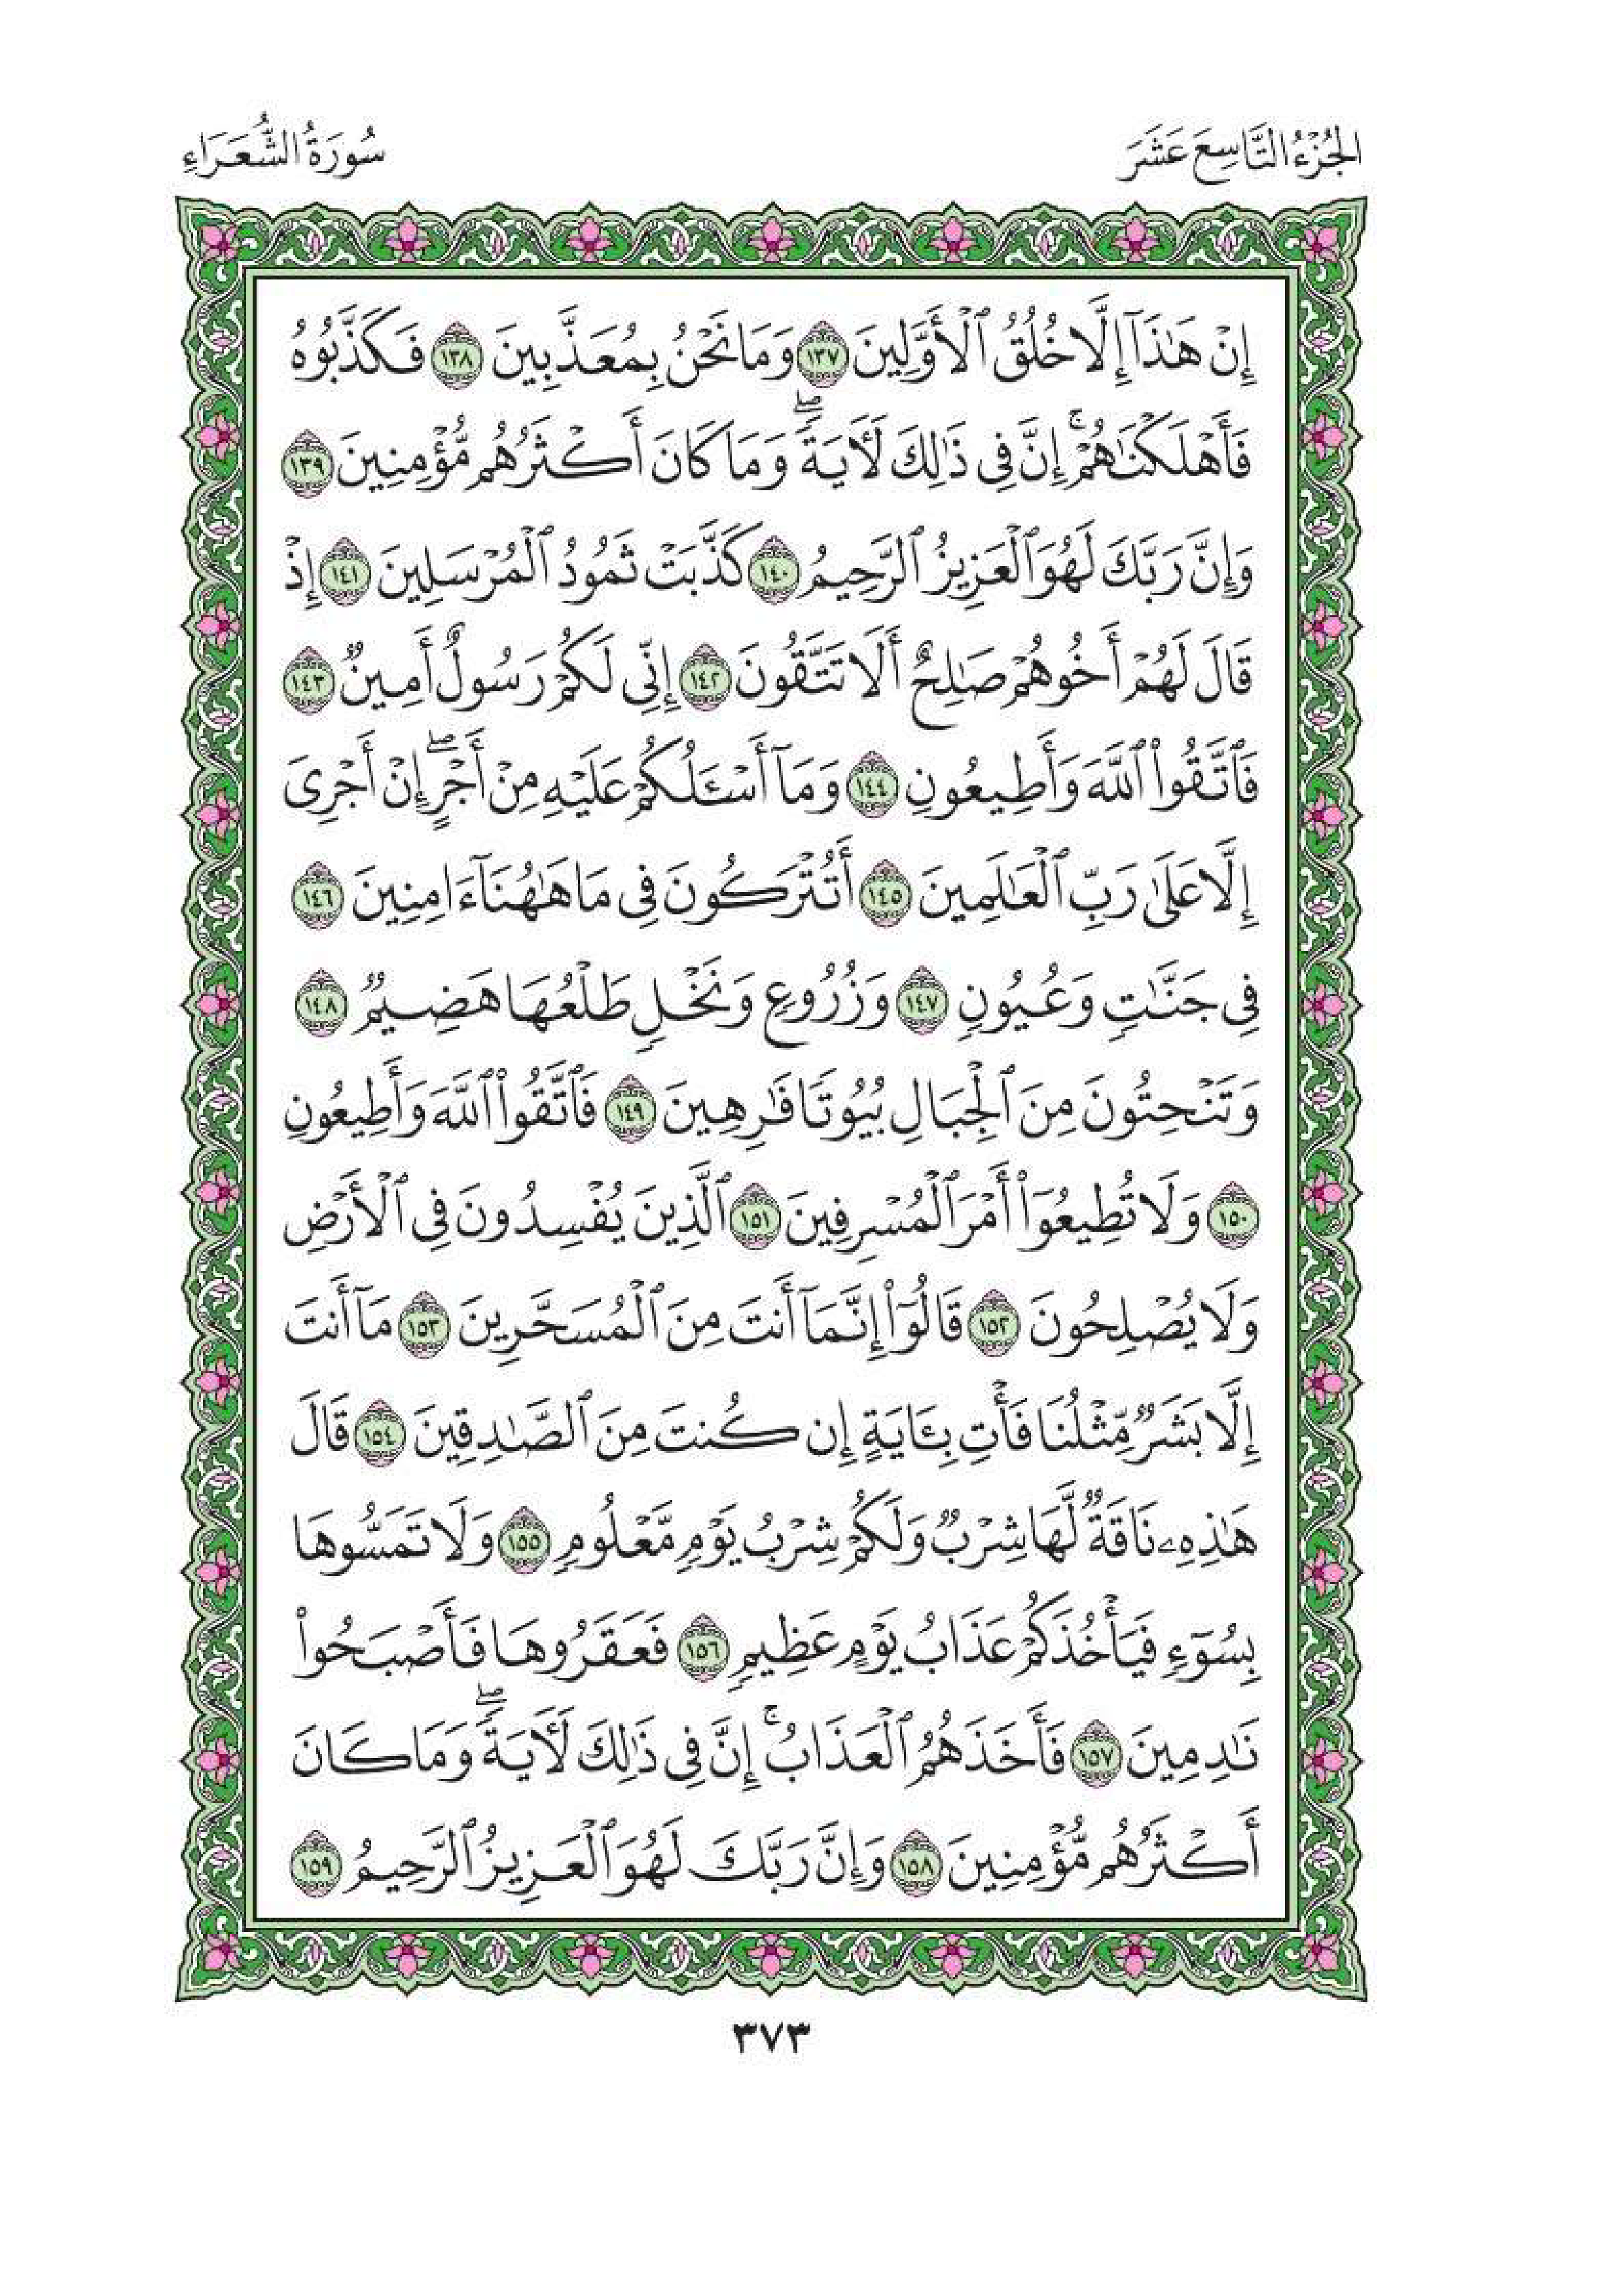 الجُزْءُ التَّاسِعَ عَشَرَ
سُورَةُ الشُّعَرَاءِ
إِنْ هَٰذَآ إِلَّا خُلُقُ ٱلْأَوَّلِينَ ١٣٧ وَمَا نَحْنُ بِمُعَذَّبِينَ ١٣٨ فَكَذَّبُوهُ
فَأَهْلَكْنَٰهُمْۚ إِنَّ فِى ذَٰلِكَ لَءَايَةًۖ وَمَا كَانَ أَكْثَرُهُم مُّؤْمِنِينَ ١٣٩
وَإِنَّ رَبَّكَ لَهُوَ ٱلْعَزِيزُ ٱلرَّحِيمُ ١٤٠ كَذَّبَتْ ثَمُودُ ٱلْمُرْسَلِينَ ١٤١ إِذْ
قَالَ لَهُمْ أَخُوهُمْ صَٰلِحٌ أَلَا تَتَّقُونَ ١٤٢ إِنِّى لَكُمْ رَسُولٌ أَمِينٌ ١٤٣
فَٱتَّقُوا۟ ٱللَّهَ وَأَطِيعُونِ ١٤٤ وَمَآ أَسْـَٔلُكُمْ عَلَيْهِ مِنْ أَجْرٍۖ إِنْ أَجْرِىَ
إِلَّا عَلَىٰ رَبِّ ٱلْعَٰلَمِينَ ١٤٥ أَتُتْرَكُونَ فِى مَا هَٰهُنَآ ءَامِنِينَ ١٤٦
فِى جَنَّٰتٍ وَعُيُونٍ ١٤٧ وَزُرُوعٍ وَنَخْلٍ طَلْعُهَا هَضِيمٌ ١٤٨
وَتَنْحِتُونَ مِنَ ٱلْجِبَالِ بُيُوتًا فَٰرِهِينَ ١٤٩ فَٱتَّقُوا۟ ٱللَّهَ وَأَطِيعُونِ
١٥٠ وَلَا تُطِيعُوٓا۟ أَمْرَ ٱلْمُسْرِفِينَ ١٥١ ٱلَّذِينَ يُفْسِدُونَ فِى ٱلْأَرْضِ
وَلَا يُصْلِحُونَ ١٥٢ قَالُوٓا۟ إِنَّمَآ أَنتَ مِنَ ٱلْمُسَحَّرِينَ ١٥٣ مَآ أَنتَ
إِلَّا بَشَرٌ مِّثْلُنَا فَأْتِ بِـَٔايَةٍ إِن كُنتَ مِنَ ٱلصَّٰدِقِينَ ١٥٤ قَالَ
هَٰذِهِۦ نَاقَةٌ لَّهَا شِرْبٌ وَلَكُمْ شِرْبُ يَوْمٍ مَّعْلُومٍ ١٥٥ وَلَا تَمَسُّوهَا
بِسُوٓءٍ فَيَأْخُذَكُمْ عَذَابُ يَوْمٍ عَظِيمٍ ١٥٦ فَعَقَرُوهَا فَأَصْبَحُوا۟
نَٰدِمِينَ ١٥٧ فَأَخَذَهُمُ ٱلْعَذَابُۚ إِنَّ فِى ذَٰلِكَ لَءَايَةًۖ وَمَا كَانَ
أَكْثَرُهُم مُّؤْمِنِينَ ١٥٨ وَإِنَّ رَبَّكَ لَهُوَ ٱلْعَزِيزُ ٱلرَّحِيمُ ١٥٩
٣٧٣